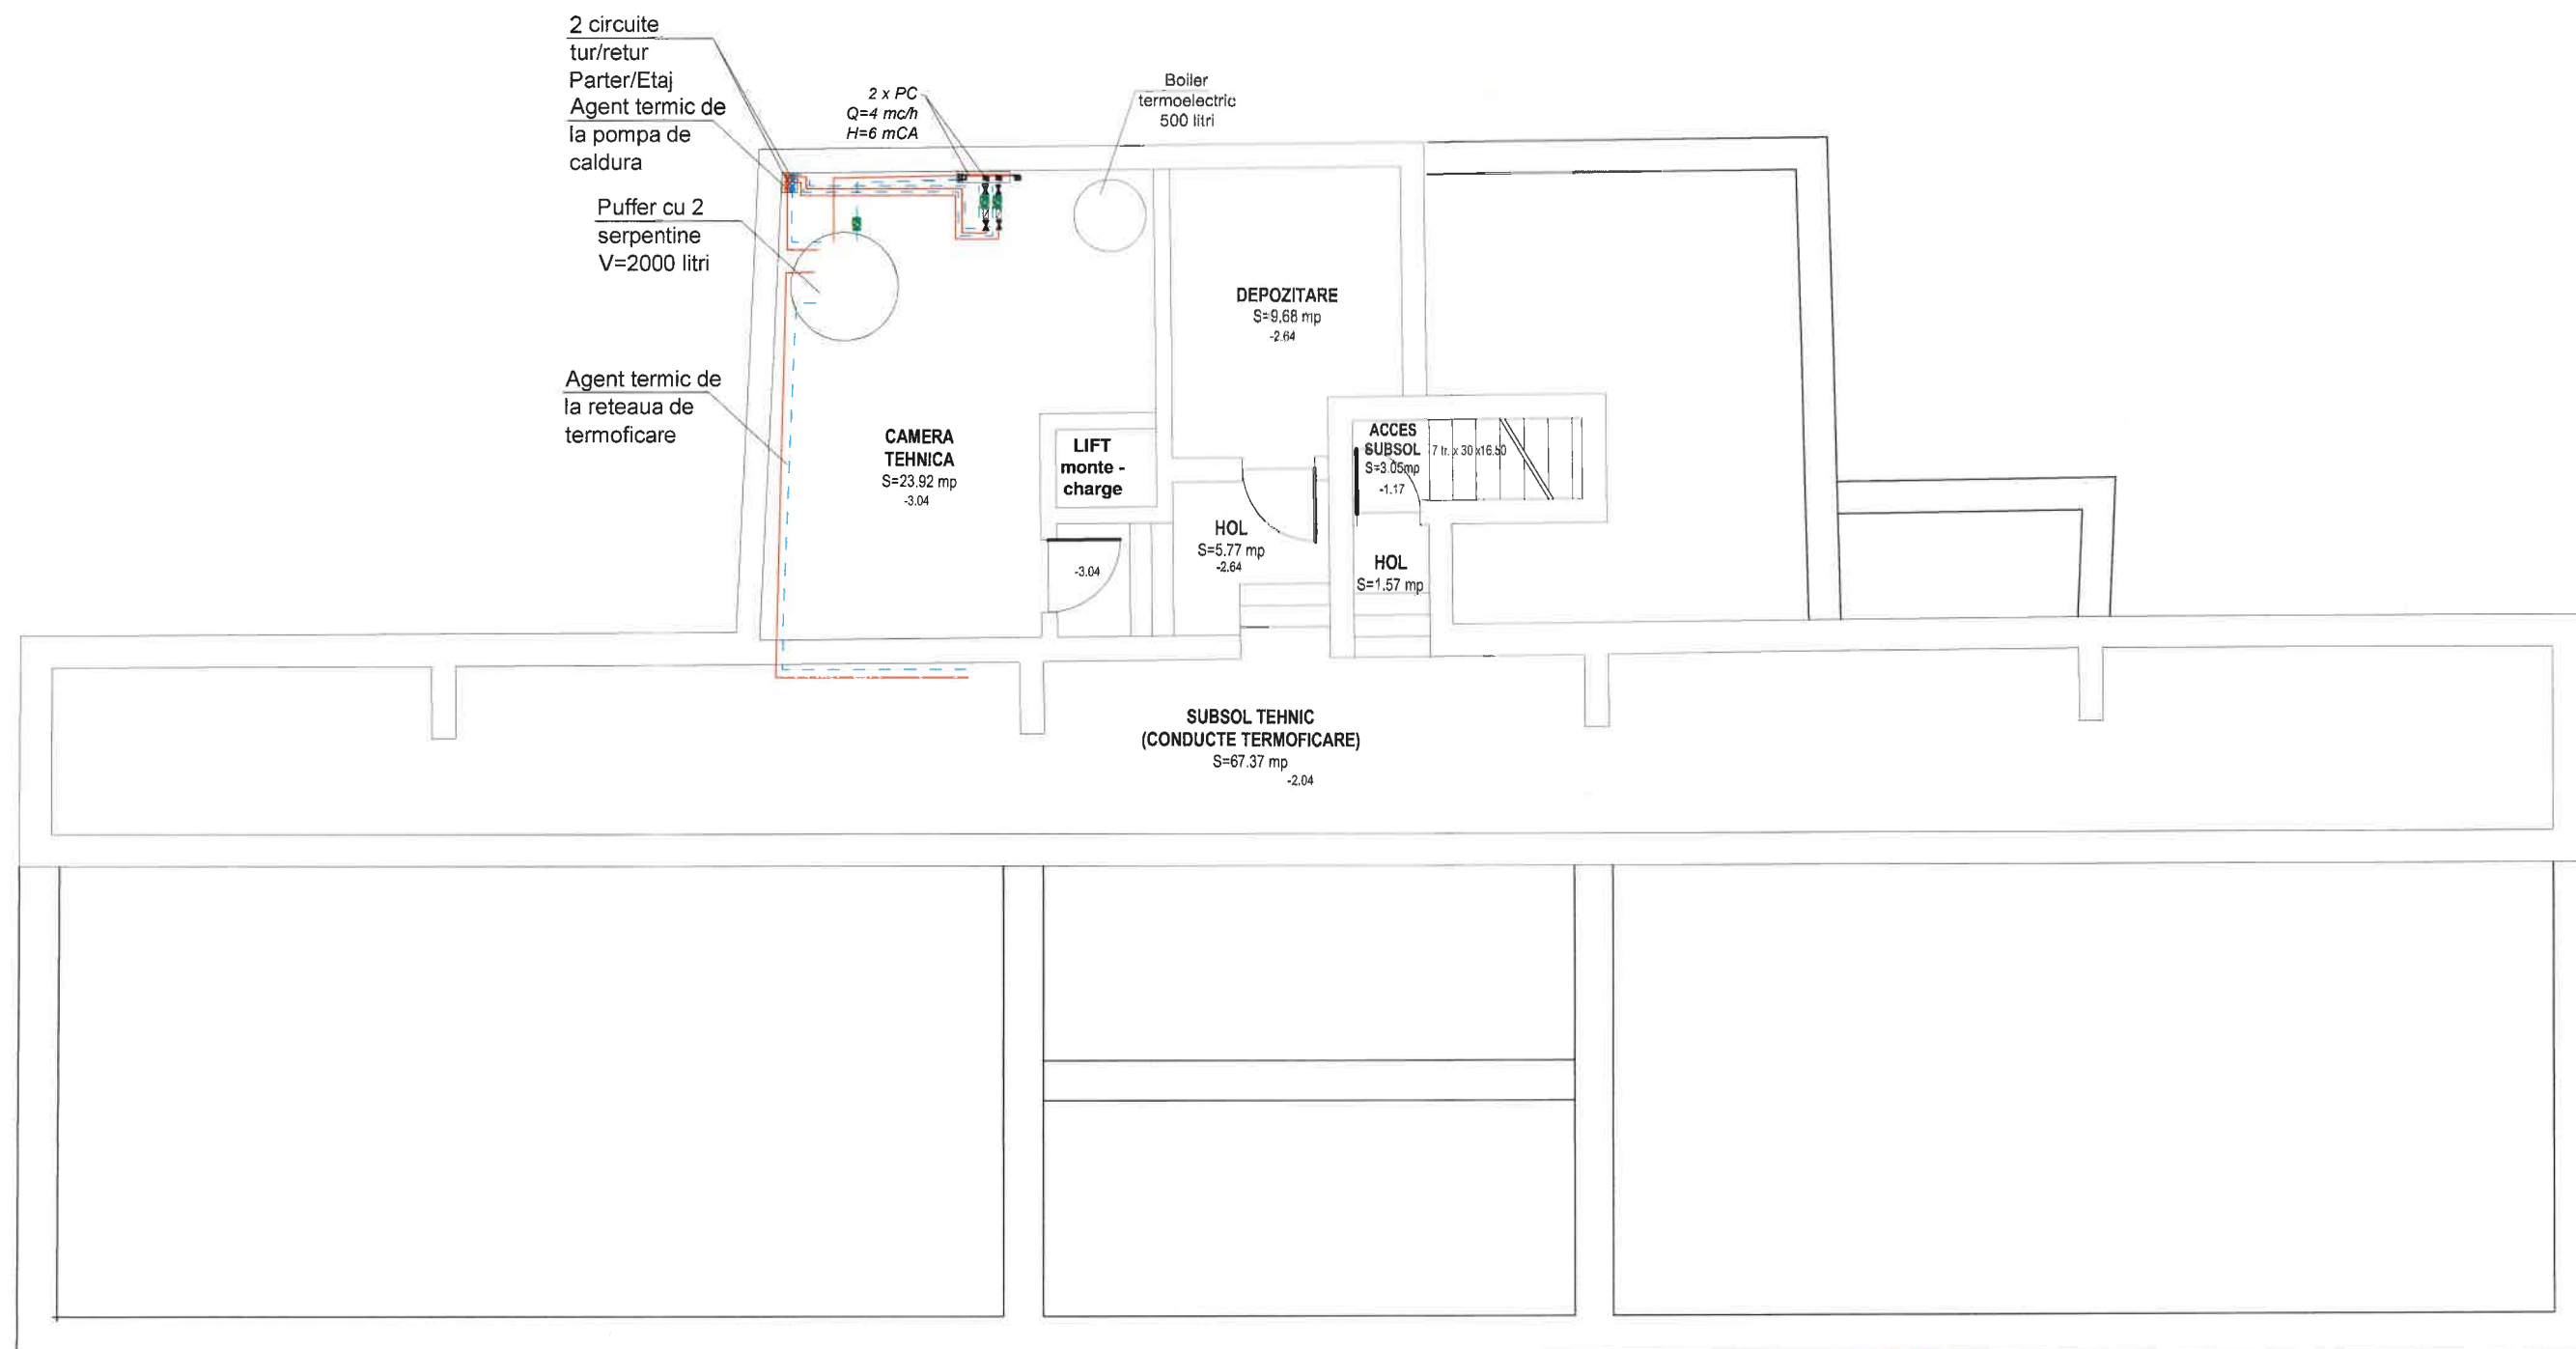 2 circuite
tur/retur
Parter/Etaj
Agent termic de
la pompa de
caldura
2 x PC
Q=4 mc/h
H=6 mCA
Boiler
termoelectric
500 litri
Puffer cu 2
serpentine
V=2000 litri
Agent termic de
la reteaua de
termoficare
DEPOZITARE
S=9.68 mp
-2.64
CAMERA
TEHNICA
S=23.92 mp
-3.04
LIFT
monte -
charge
ACCES
SUBSOL
S=3.05mp
-1.17
7 tr. x 30 x16.50
HOL
S=5.77 mp
-2.64
-3.04
HOL
S=1.57 mp
SUBSOL TEHNIC
(CONDUCTE TERMOFICARE)
S=67.37 mp
-2.04